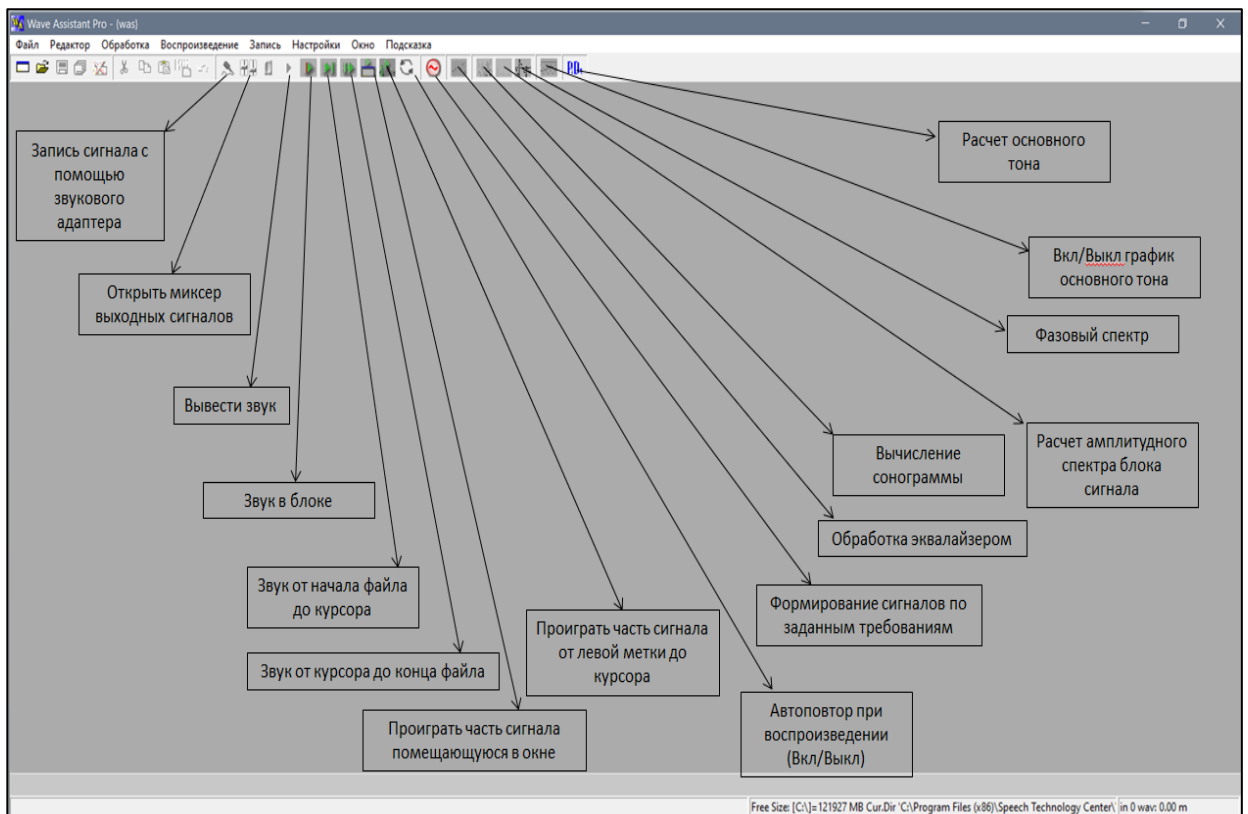 Wave Assistant Pro - (was)
Файл Редактор Обработка Воспроизведение Запись Настройки Окно Подсказка
P.D.
Запись сигнала с
помощью
звукового
адаптера
Расчет основного
тона
Вкл/Выкл график
основного тона
Открыть миксер
выходных сигналов
Фазовый спектр
Вывести звук
Вычисление
сонограммы
Расчет амплитудного
спектра блока
сигнала
Звук в блоке
Обработка эквалайзером
Звук от начала файла
до курсора
Формирование сигналов по
заданным требованиям
Проиграть часть сигнала
от левой метки до
курсора
Звук от курсора до конца файла
Автоповтор при
воспроизведении
(Вкл/Выкл)
Проиграть часть сигнала
помещающуюся в окне
Free Size: [C:\]=121927 MB Cur.Dir 'C:\Program Files (x86)\Speech Technology Center\' in 0 wav: 0.00 m